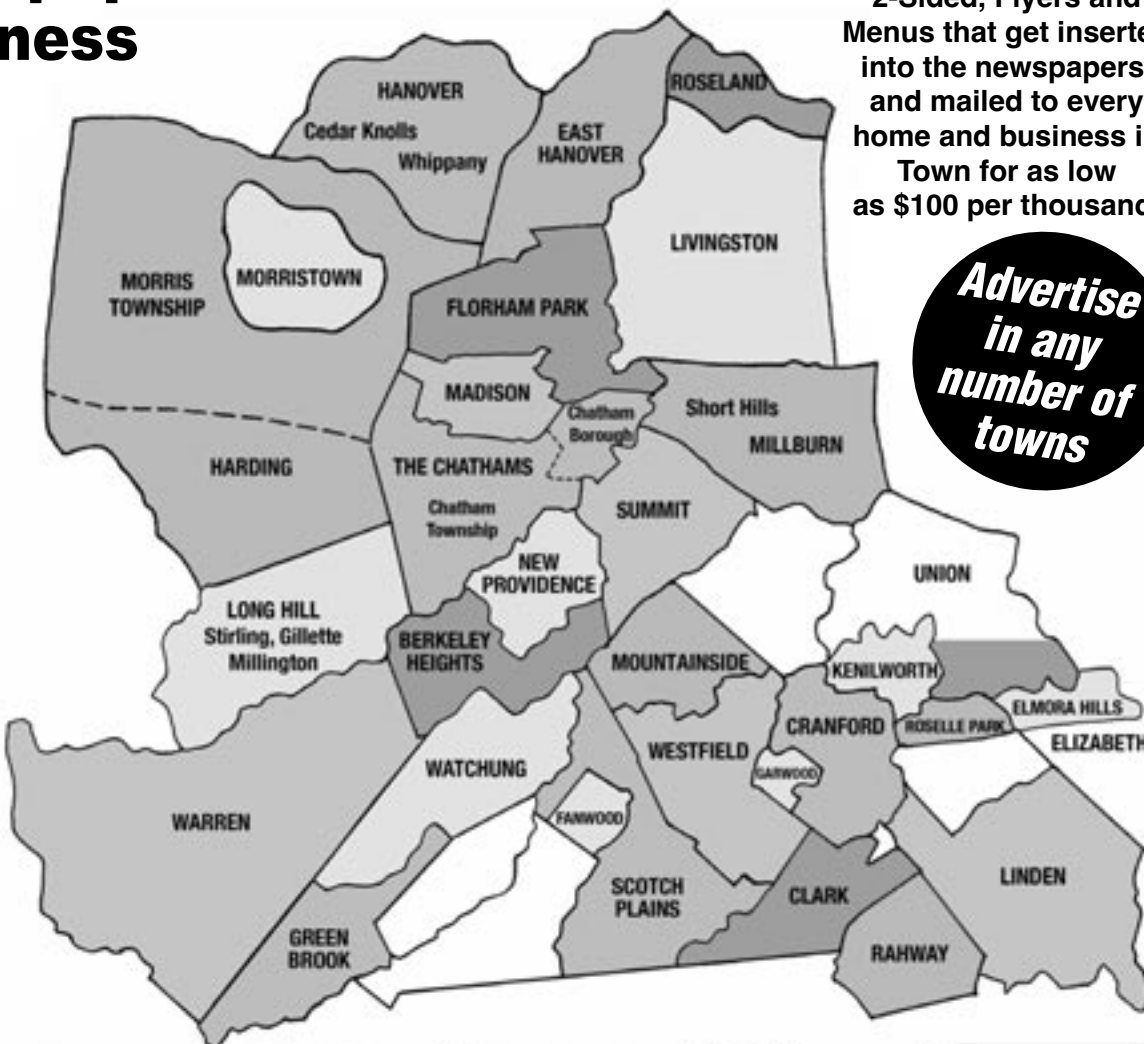 ness
2-Sided, Flyers and
Menus that get inserte
into the newspapers
and mailed to every
home and business i
Town for as low
as $100 per thousand
Advertise
in any
number of
towns
HANOVER
Cedar Knolls
Whippany
EAST
HANOVER
ROSELAND
LIVINGSTON
MORRIS
TOWNSHIP
MORRISTOWN
FLORHAM PARK
MADISON
Chatham
Borough
Short Hills
MILLBURN
HARDING
THE CHATHAMS
Chatham
Township
SUMMIT
NEW
PROVIDENCE
UNION
LONG HILL
Stirling, Gillette
Millington
BERKELEY
HEIGHTS
MOUNTAINSIDE
KENILWORTH
ELMORA HILLS
ROSELLE PARK
ELIZABETH
CRANFORD
WESTFIELD
GARWOOD
WATCHUNG
WARREN
FANWOOD
SCOTCH
PLAINS
CLARK
LINDEN
GREEN
BROOK
RAHWAY